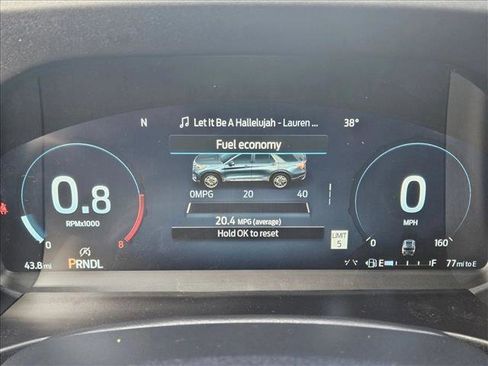 N
Let It Be A Hallelujah - Lauren ...
38°
Fuel economy
0MPG 20 40
20.4 MPG (average)
Hold OK to reset
0.8
RPMx1000
0 8
0
MPH
0 160
LIMIT
5
43.8 mi
PRNDL
E F
77 mi to E